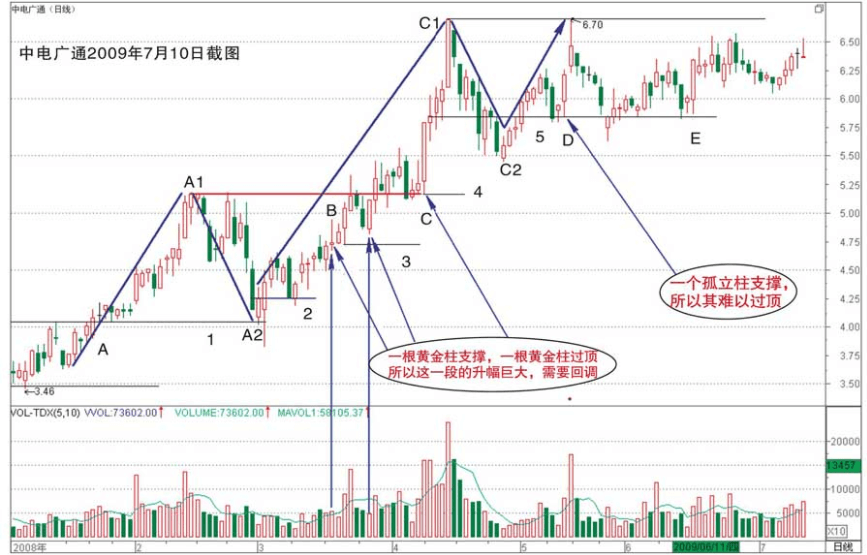 中电广通（日线）
中电广通2009年7月10日截图
C1
6.70
6.50
6.25
6.00
5.75
5.50
5.25
5.00
4.75
4.50
4.25
4.00
3.75
3.50
A1
B
C
4
C2
5
D
E
3
2
A
1
A2
一个孤立柱支撑，
所以其难以过顶
一根黄金柱支撑，一根黄金柱过顶
所以这一段的升幅巨大，需要回调
←3.46
VOL-TDX(5,10) VVOL:73602.00↑ VOLUME:73602.00↑ MAVOL1:58105.37↑
20000
13457
10000
5000
X10
2008年 2 3 4 5 6 2009/06/11/四 7 日线